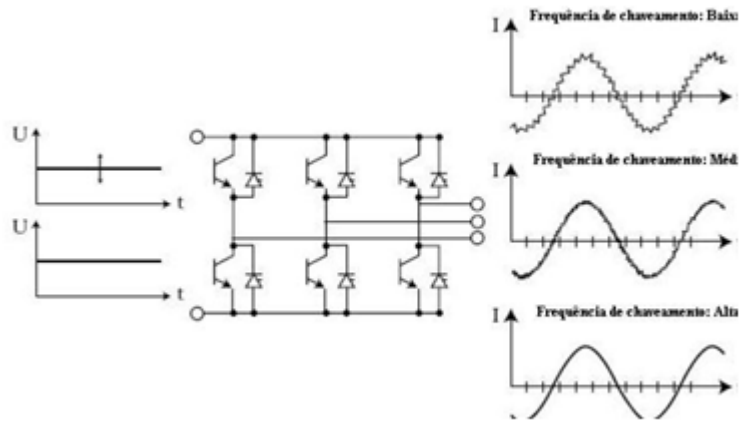 Frequência de chaveamento: Baix
I
U
t
U
t
Frequência de chaveamento: Méd
I
Frequência de chaveamento: Alta
I